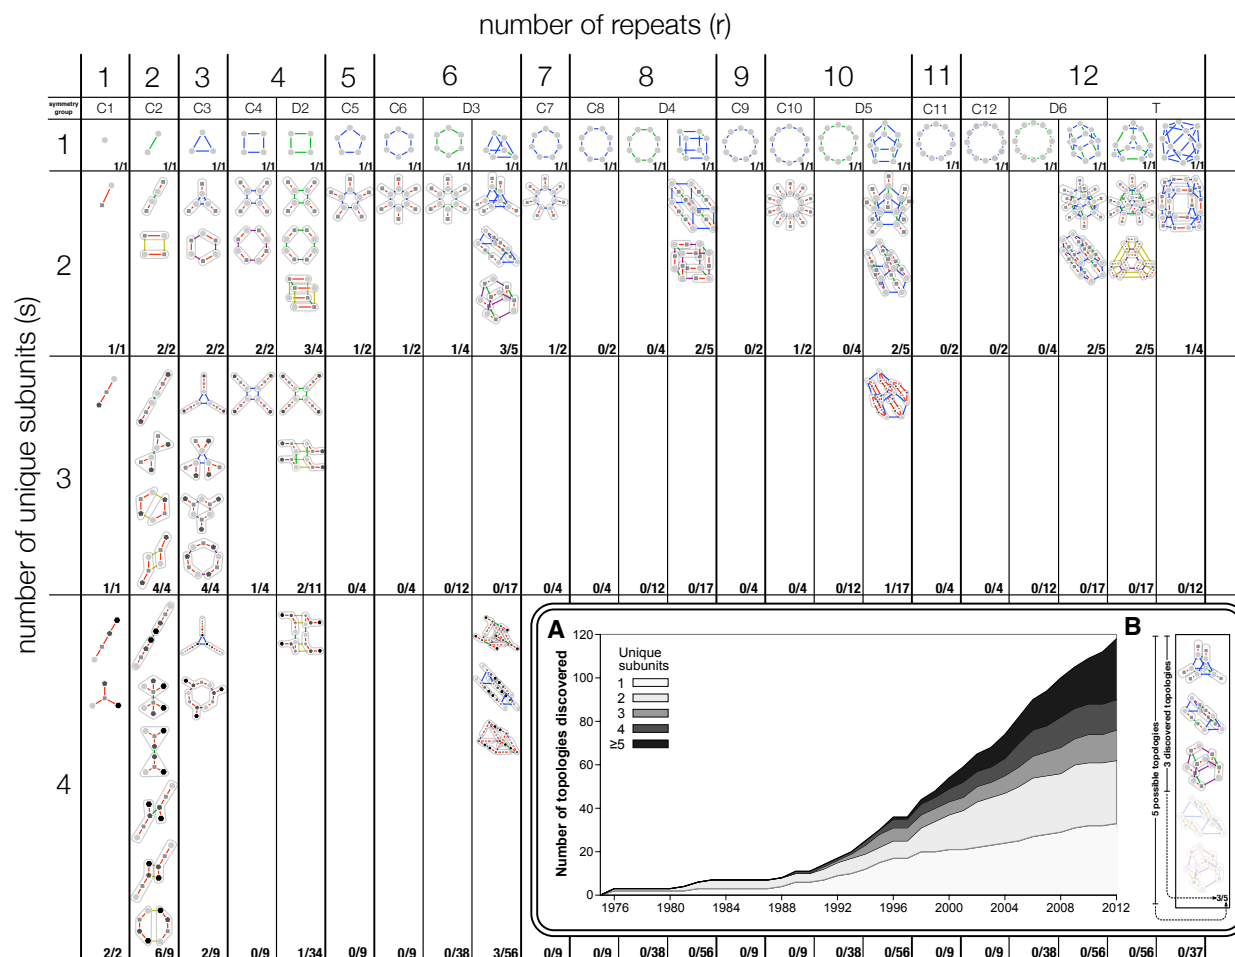 number of repeats (r)
1 2 3 4 5 6 7 8 9 10 11 12
symmetry group C1 C2 C3 C4 D2 C5 C6 D3 C7 C8 D4 C9 C10 D5 C11 C12 D6 T
number of unique subunits (s)
1
1/1 1/1 1/1 1/1 1/1 1/1 1/1 1/1 1/1 1/1 1/1 1/1 1/1 1/1 1/1 1/1 1/1 1/1 1/1 1/1 1/1 1/1
2
1/1 2/2 2/2 2/2 3/4 1/2 1/2 1/4 3/5 1/2 0/2 0/4 2/5 0/2 1/2 0/4 2/5 0/2 0/2 0/4 2/5 2/5 1/4
3
1/1 4/4 4/4 1/4 2/11 0/4 0/4 0/12 0/17 0/4 0/4 0/12 0/17 0/4 0/4 0/12 1/17 0/4 0/4 0/12 0/17 0/17 0/12
4
2/2 6/9 2/9 0/9 1/34 0/9 0/9 0/38 3/56 0/9 0/9 0/38 0/56 0/9 0/9 0/38 0/56 0/9 0/9 0/38 0/56 0/56 0/37
A
Number of topologies discovered
120
100
80
60
40
20
0
Unique
subunits
1
2
3
4
≥5
1976 1980 1984 1988 1992 1996 2000 2004 2008 2012
B
5 possible topologies
3 discovered topologies
3/5